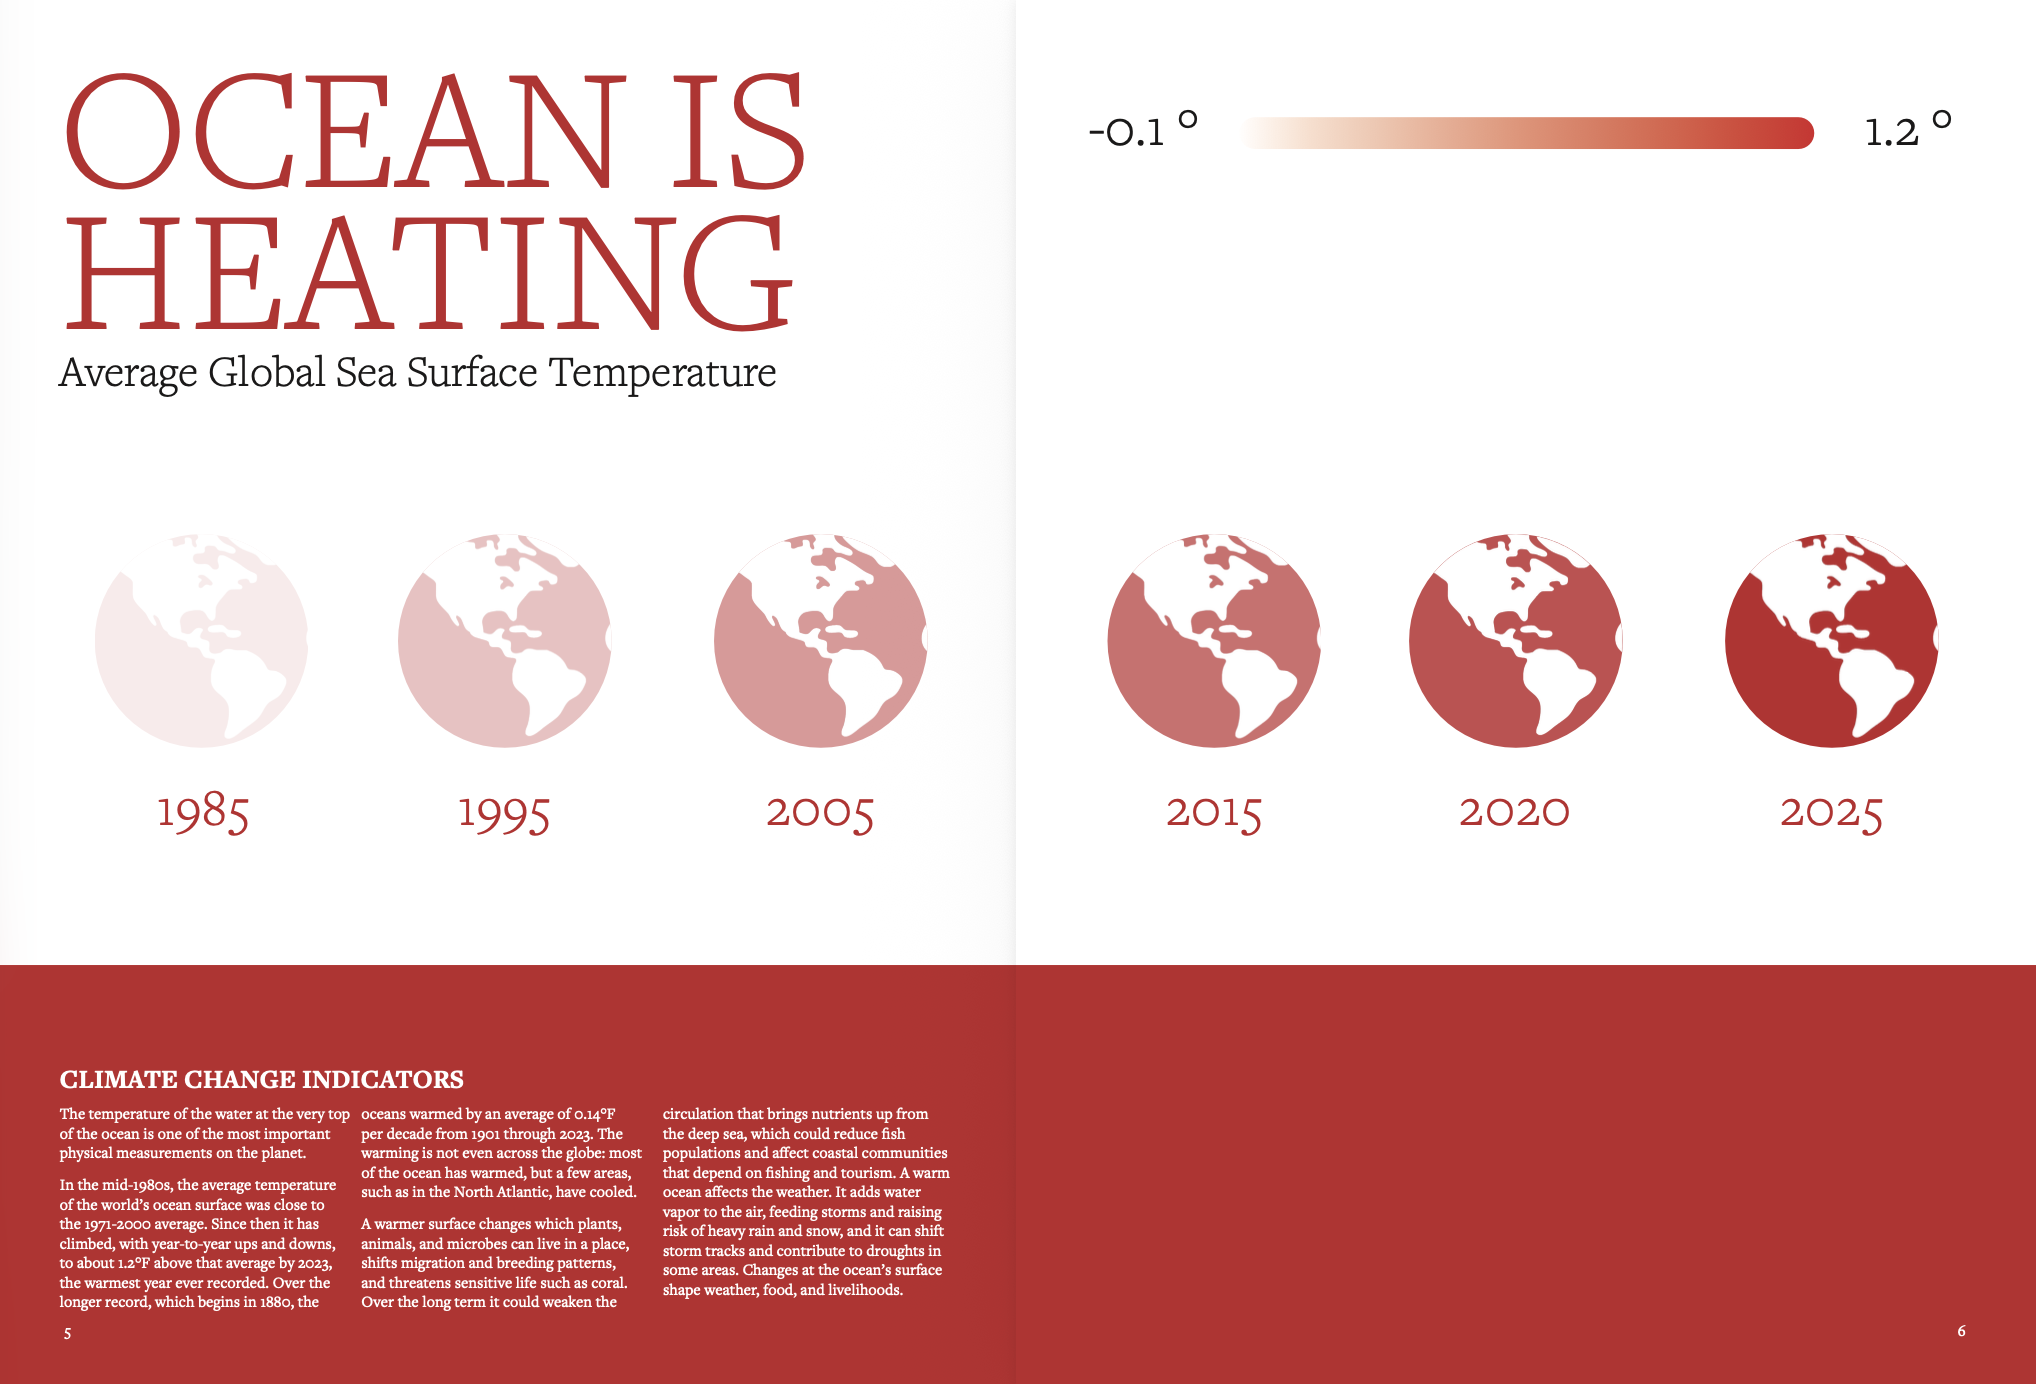 OCEAN IS
HEATING
Average Global Sea Surface Temperature
-0.1 °
1.2 °
1985
1995
2005
2015
2020
2025
CLIMATE CHANGE INDICATORS
The temperature of the water at the very top
of the ocean is one of the most important
physical measurements on the planet.
In the mid-1980s, the average temperature
of the world’s ocean surface was close to
the 1971-2000 average. Since then it has
climbed, with year-to-year ups and downs,
to about 1.2°F above that average by 2023,
the warmest year ever recorded. Over the
longer record, which begins in 1880, the
oceans warmed by an average of 0.14°F
per decade from 1901 through 2023. The
warming is not even across the globe: most
of the ocean has warmed, but a few areas,
such as in the North Atlantic, have cooled.
A warmer surface changes which plants,
animals, and microbes can live in a place,
shifts migration and breeding patterns,
and threatens sensitive life such as coral.
Over the long term it could weaken the
circulation that brings nutrients up from
the deep sea, which could reduce fish
populations and affect coastal communities
that depend on fishing and tourism. A warm
ocean affects the weather. It adds water
vapor to the air, feeding storms and raising
risk of heavy rain and snow, and it can shift
storm tracks and contribute to droughts in
some areas. Changes at the ocean’s surface
shape weather, food, and livelihoods.
5
6